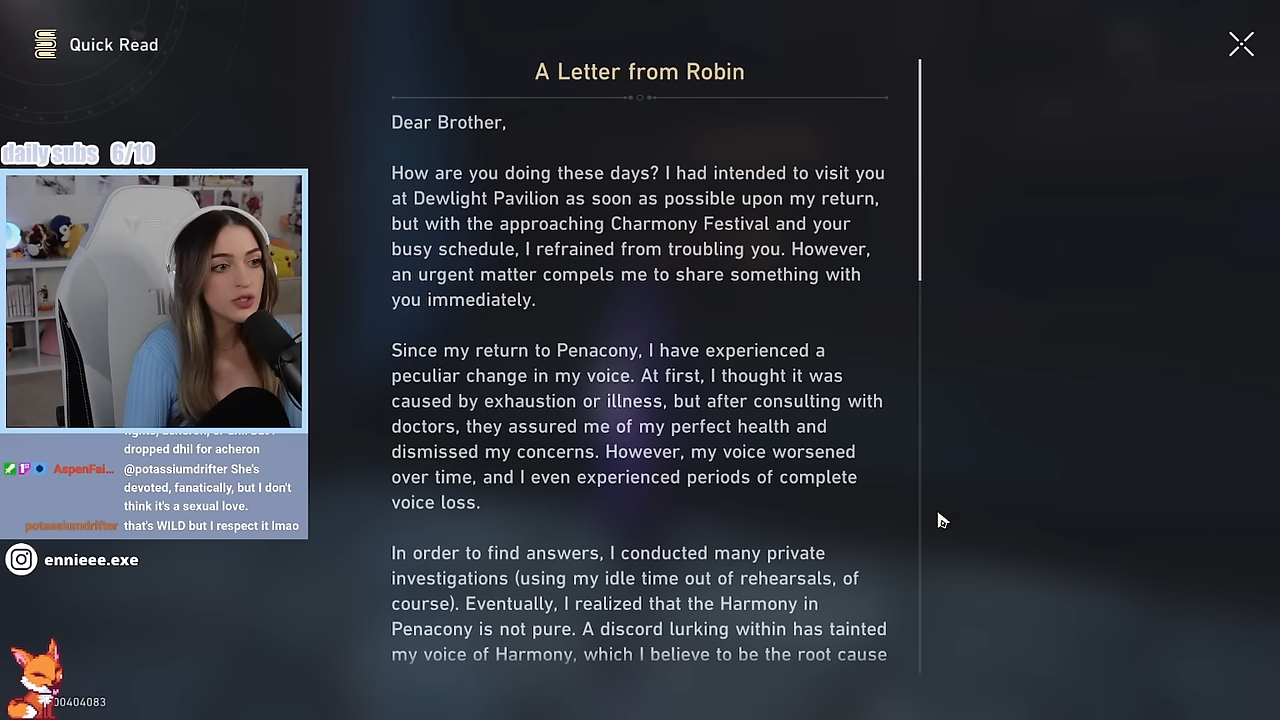 Quick Read
A Letter from Robin
Dear Brother,
How are you doing these days? I had intended to visit you
at Dewlight Pavilion as soon as possible upon my return,
but with the approaching Charmony Festival and your
busy schedule, I refrained from troubling you. However,
an urgent matter compels me to share something with
you immediately.
Since my return to Penacony, I have experienced a
peculiar change in my voice. At first, I thought it was
caused by exhaustion or illness, but after consulting with
doctors, they assured me of my perfect health and
dismissed my concerns. However, my voice worsened
over time, and I even experienced periods of complete
voice loss.
In order to find answers, I conducted many private
investigations (using my idle time out of rehearsals, of
course). Eventually, I realized that the Harmony in
Penacony is not pure. A discord lurking within has tainted
my voice of Harmony, which I believe to be the root cause
daily subs 6/10
dropped dhil for acheron
AspenFai... @potassiumdrifter She's
devoted, fanatically, but I don't
think it's a sexual love.
potassiumdrifter that's WILD but I respect it lmao
ennieee.exe
00404083